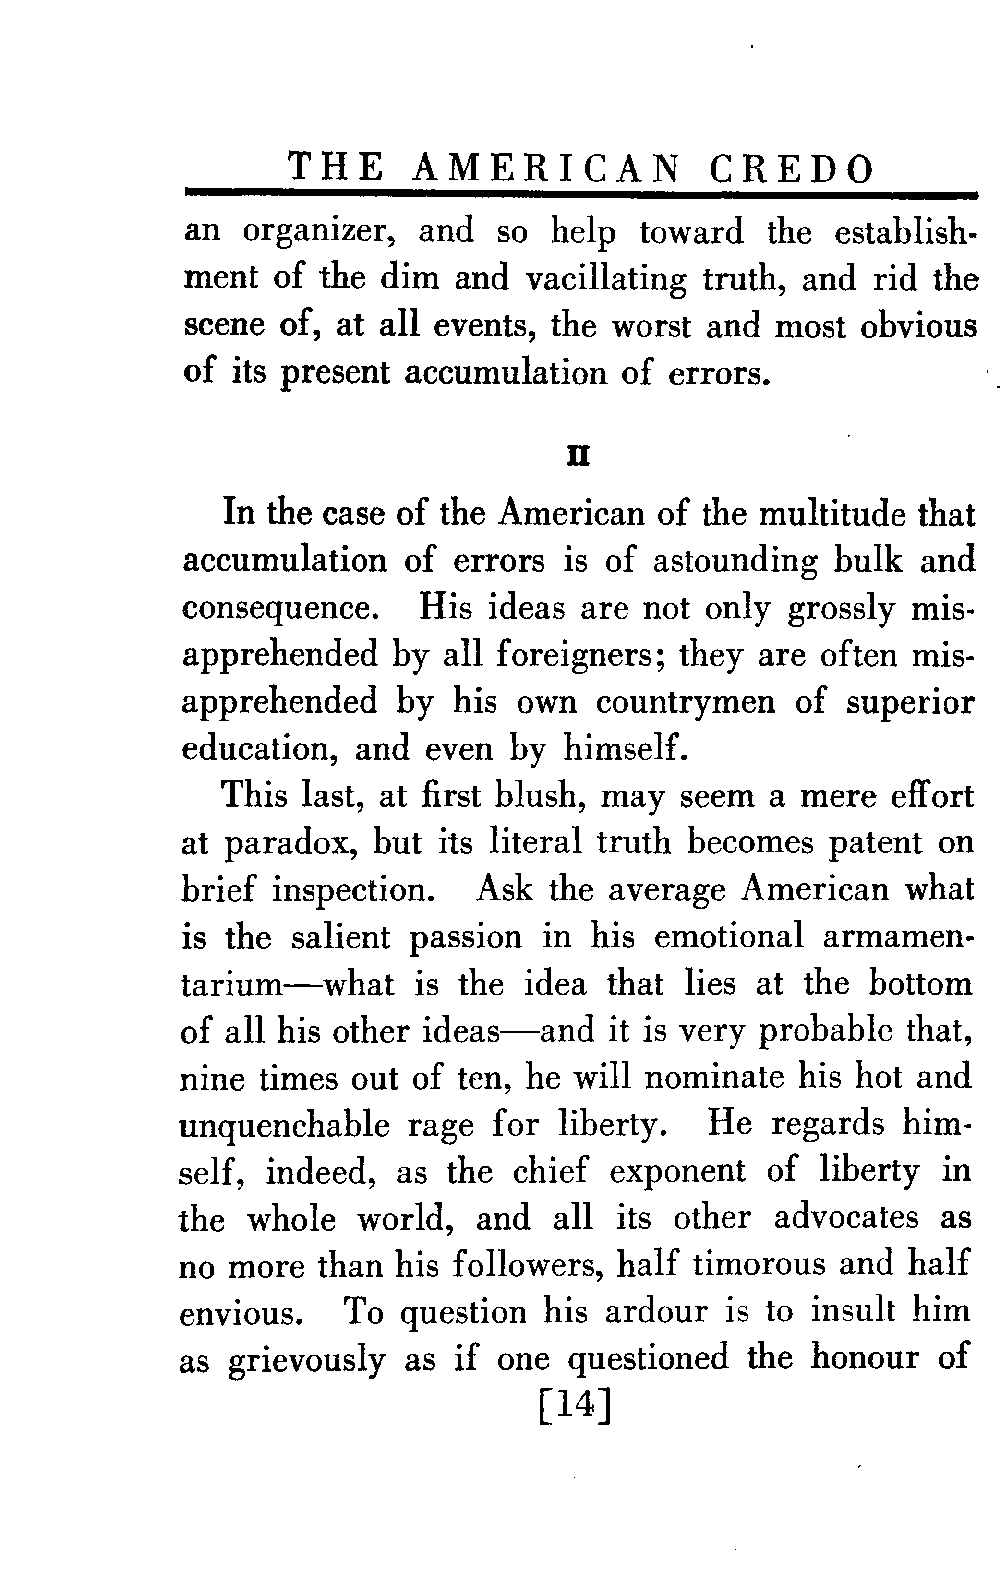 THE AMERICAN CREDO
an organizer, and so help toward the establish-
ment of the dim and vacillating truth, and rid the
scene of, at all events, the worst and most obvious
of its present accumulation of errors.
II
In the case of the American of the multitude that
accumulation of errors is of astounding bulk and
consequence. His ideas are not only grossly mis-
apprehended by all foreigners; they are often mis-
apprehended by his own countrymen of superior
education, and even by himself.
This last, at first blush, may seem a mere effort
at paradox, but its literal truth becomes patent on
brief inspection. Ask the average American what
is the salient passion in his emotional armamen-
tarium—what is the idea that lies at the bottom
of all his other ideas—and it is very probable that,
nine times out of ten, he will nominate his hot and
unquenchable rage for liberty. He regards him-
self, indeed, as the chief exponent of liberty in
the whole world, and all its other advocates as
no more than his followers, half timorous and half
envious. To question his ardour is to insult him
as grievously as if one questioned the honour of
[14]